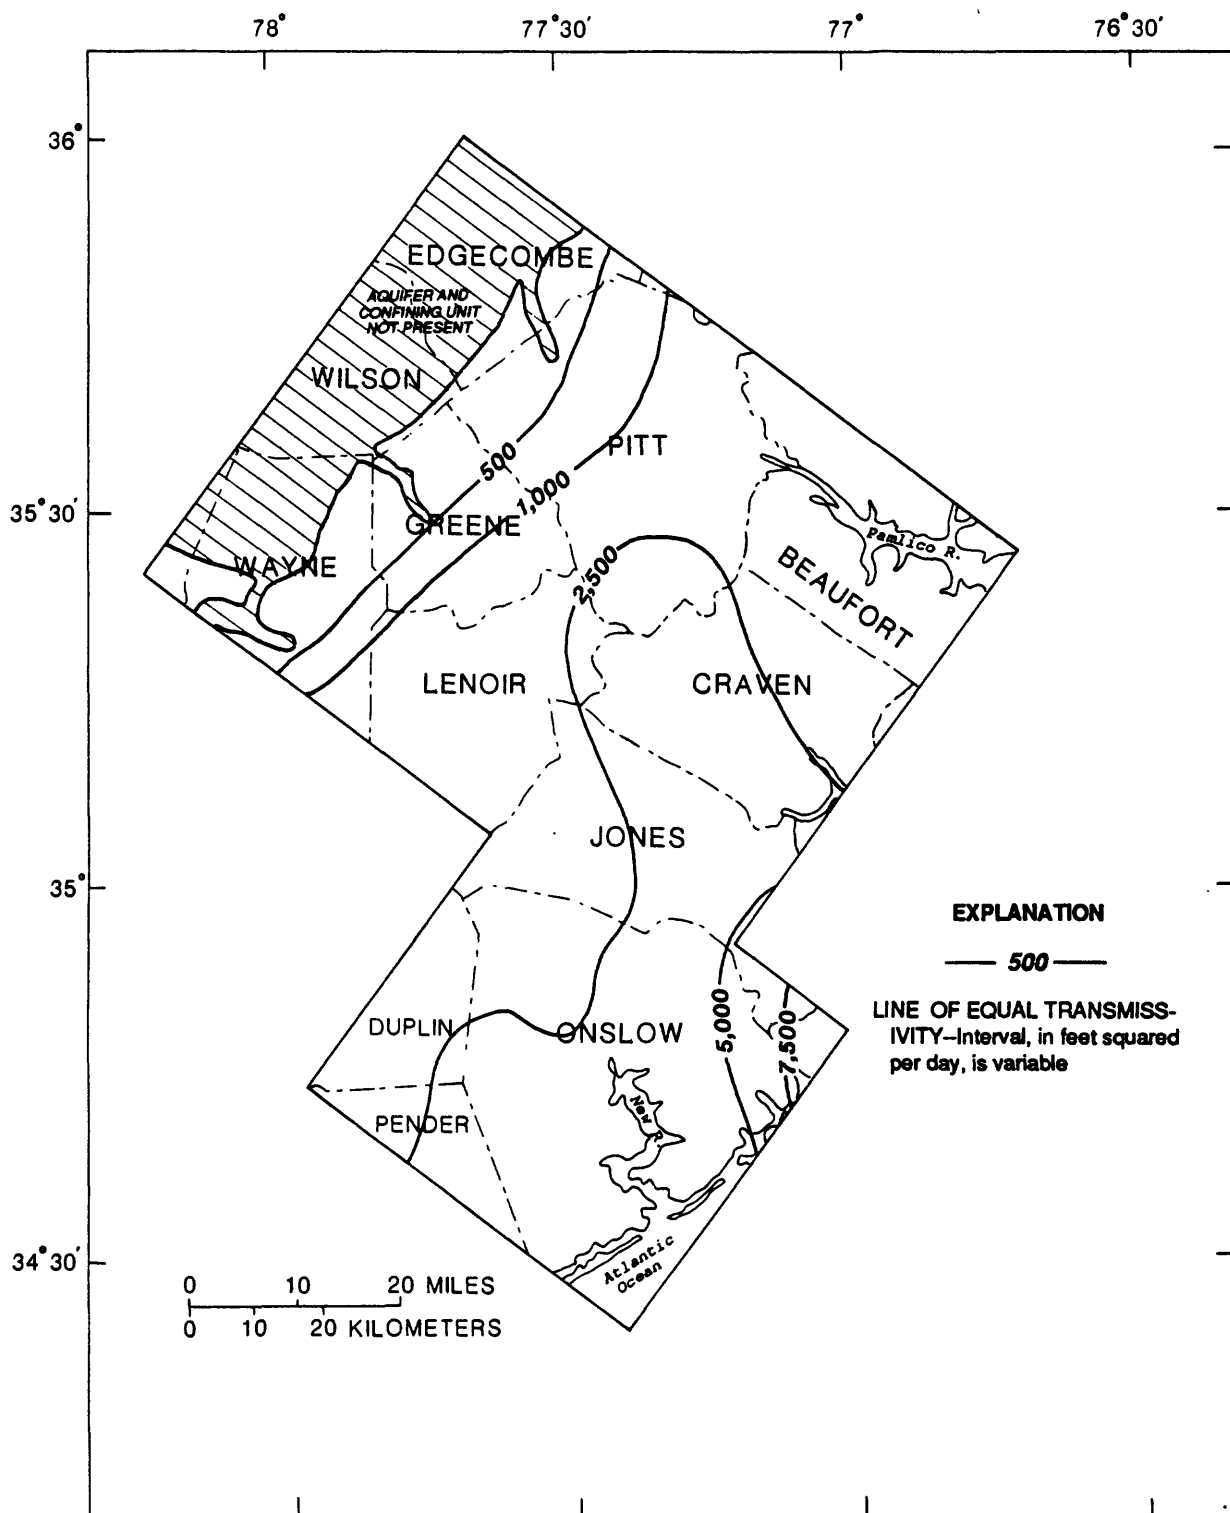 78°
77°30'
77°
76°30'
36°
EDGECOMBE
AQUIFER AND
CONFINING UNIT
NOT PRESENT
WILSON
PITT
500
1,000
35°30'
GREENE
Pamlico R.
WAYNE
2,500
BEAUFORT
LENOIR
CRAVEN
JONES
35°
EXPLANATION
500
LINE OF EQUAL TRANSMISS-
IVITY--Interval, in feet squared
per day, is variable
DUPLIN
ONSLOW
5,000
7,500
New R.
PENDER
34°30'
Atlantic
Ocean
0 10 20 MILES
0 10 20 KILOMETERS